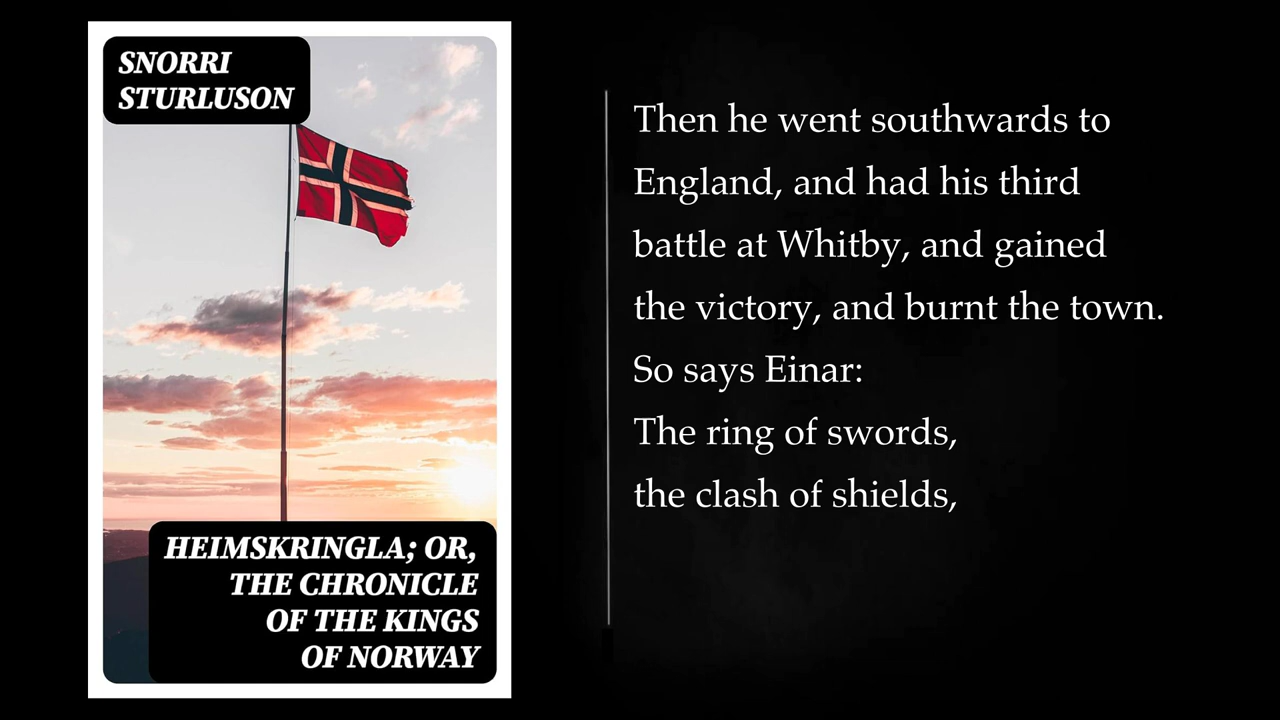 SNORRI
STURLUSON
HEIMSKRINGLA; OR,
THE CHRONICLE
OF THE KINGS
OF NORWAY
Then he went southwards to
England, and had his third
battle at Whitby, and gained
the victory, and burnt the town.
So says Einar:
The ring of swords,
the clash of shields,